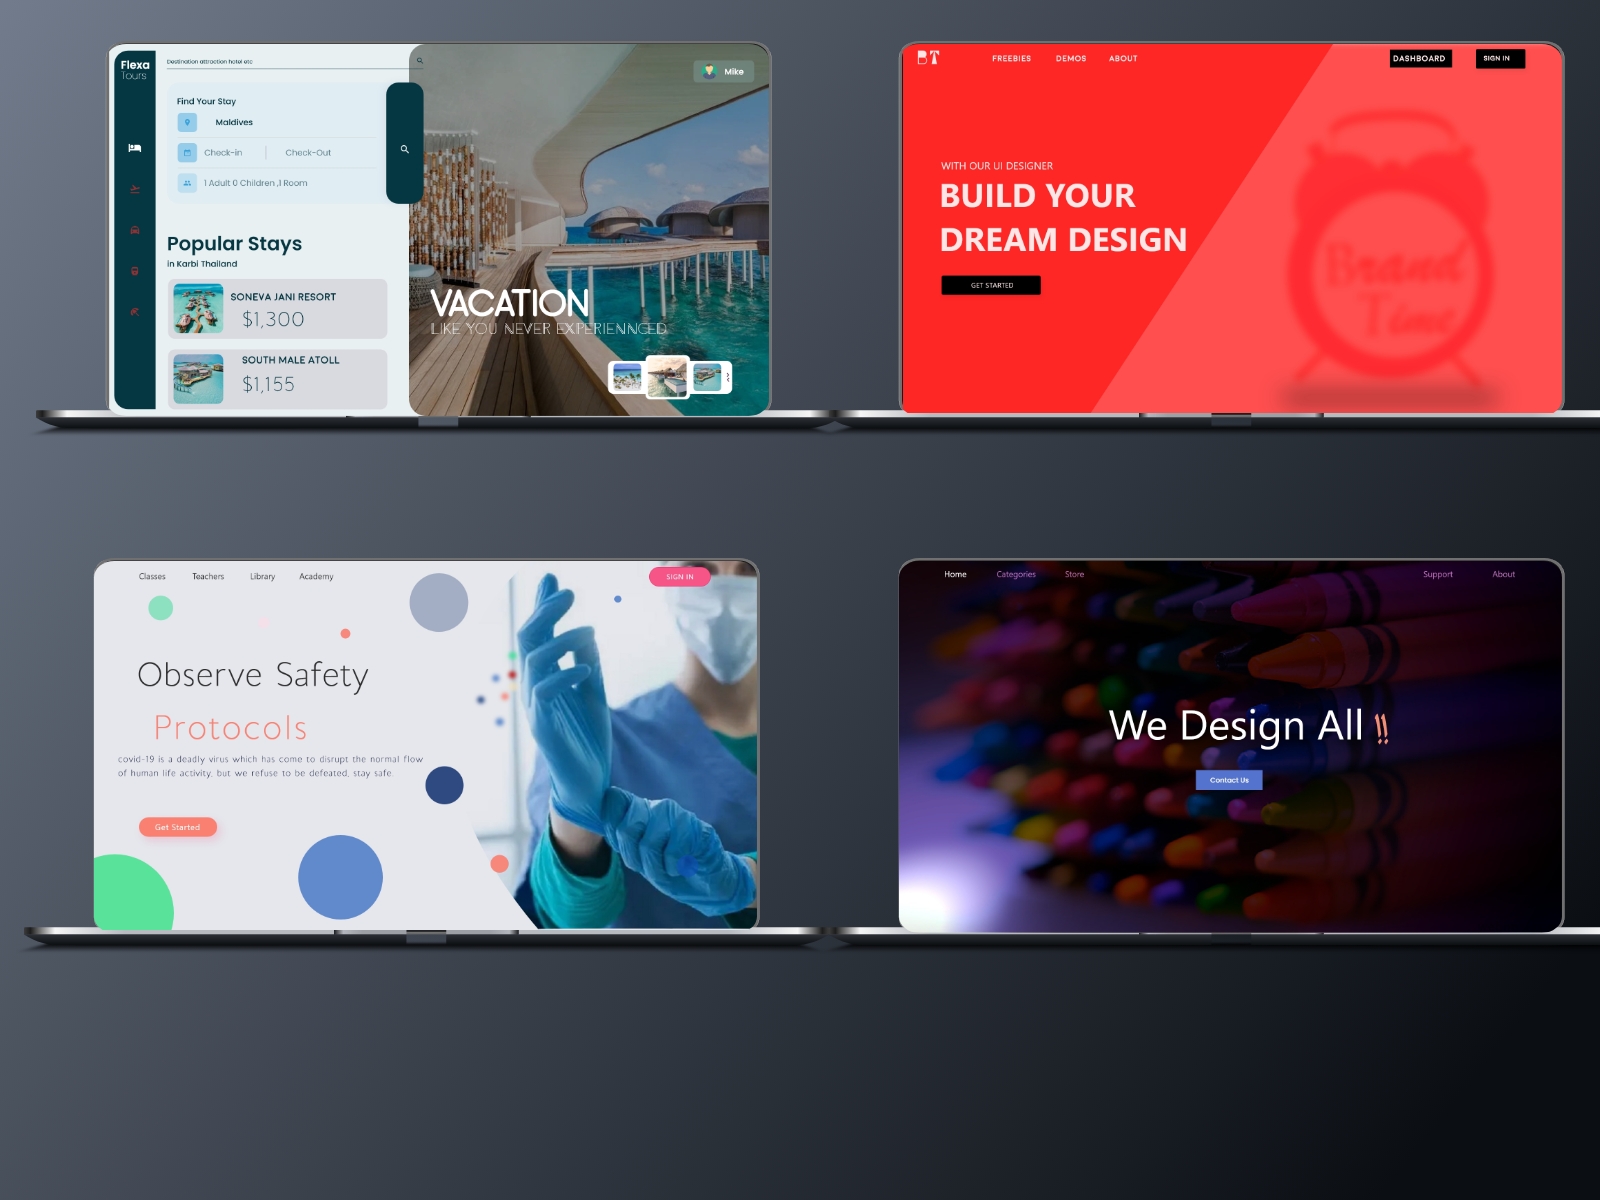 Flexa
Tours
Destination attraction hotel etc
Mike
Find Your Stay
Maldives
Check-in
Check-Out
1 Adult 0 Children ,1 Room
Popular Stays
in Karbi Thailand
SONEVA JANI RESORT
$1,300
SOUTH MALE ATOLL
$1,155
VACATION
LIKE YOU NEVER EXPERIENNCED
BT
FREEBIES
DEMOS
ABOUT
DASHBOARD
SIGN IN
WITH OUR UI DESIGNER
BUILD YOUR
DREAM DESIGN
GET STARTED
Brand
Time
Classes
Teachers
Library
Academy
SIGN IN
Observe Safety
Protocols
covid-19 is a deadly virus which has come to disrupt the normal flow
of human life activity, but we refuse to be defeated, stay safe.
Get Started
Home
Categories
Store
Support
About
We Design All !!
Contact Us